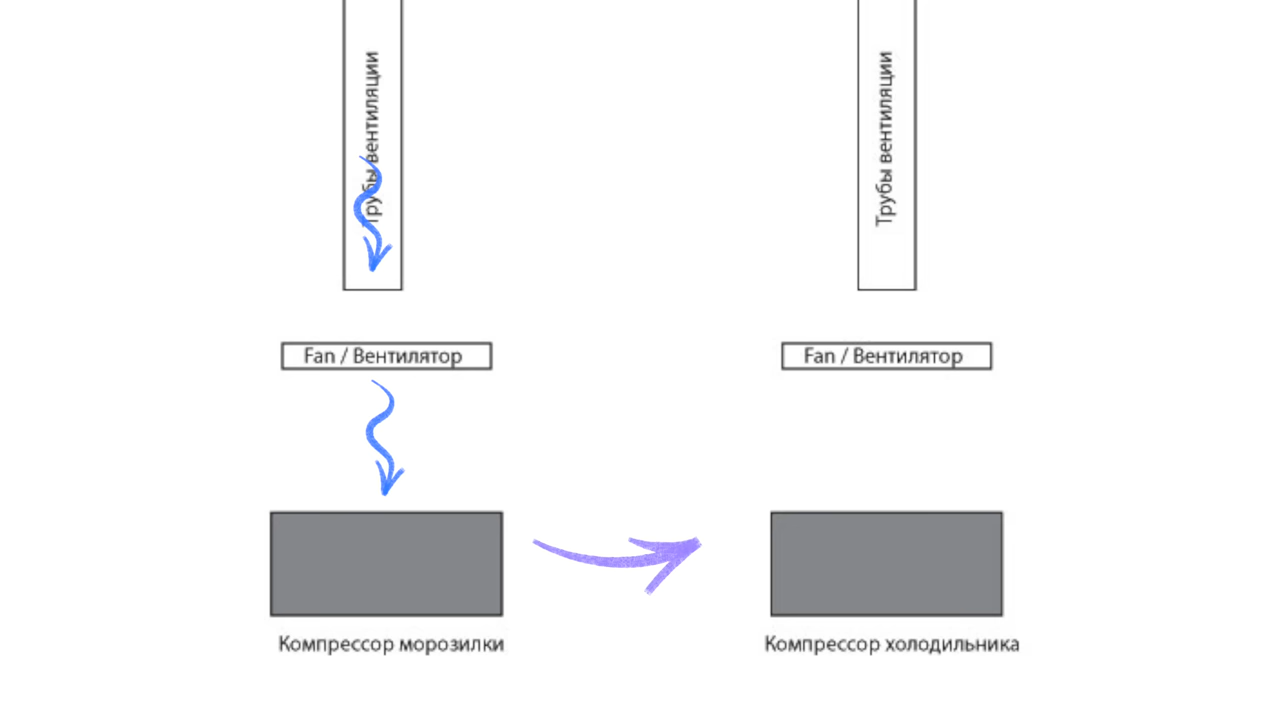 Трубы вентиляции
Трубы вентиляции
Fan / Вентилятор
Fan / Вентилятор
Компрессор морозилки
Компрессор холодильника